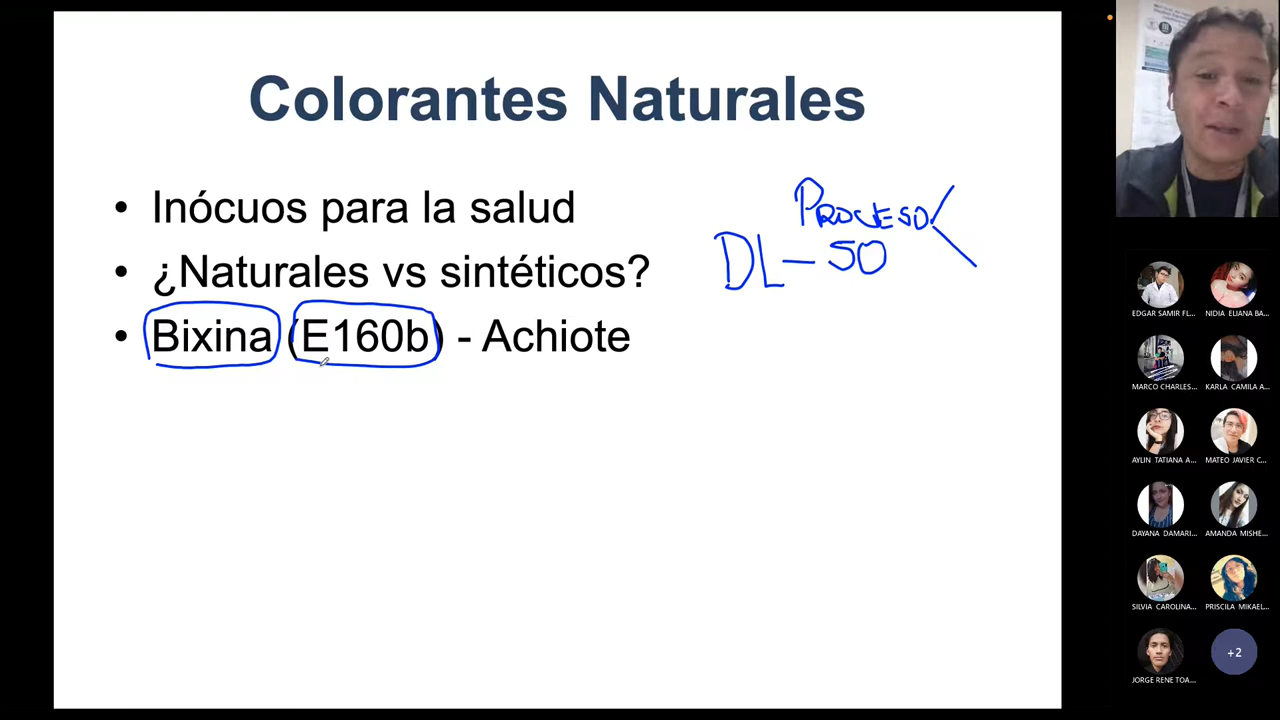 Colorantes Naturales
• Inócuos para la salud
• ¿Naturales vs sintéticos?
• Bixina (E160b) - Achiote
PROCESO
DL-50
EDGAR SAMIR FL...
NIDIA ELIANA BA...
MARCO CHARLES...
KARLA CAMILA A...
AYLIN TATIANA A...
MATEO JAVIER C...
DAYANA DAMARI...
AMANDA MISHE...
SILVIA CAROLINA...
PRISCILA MIKAEL...
JORGE RENE TOA...
+2